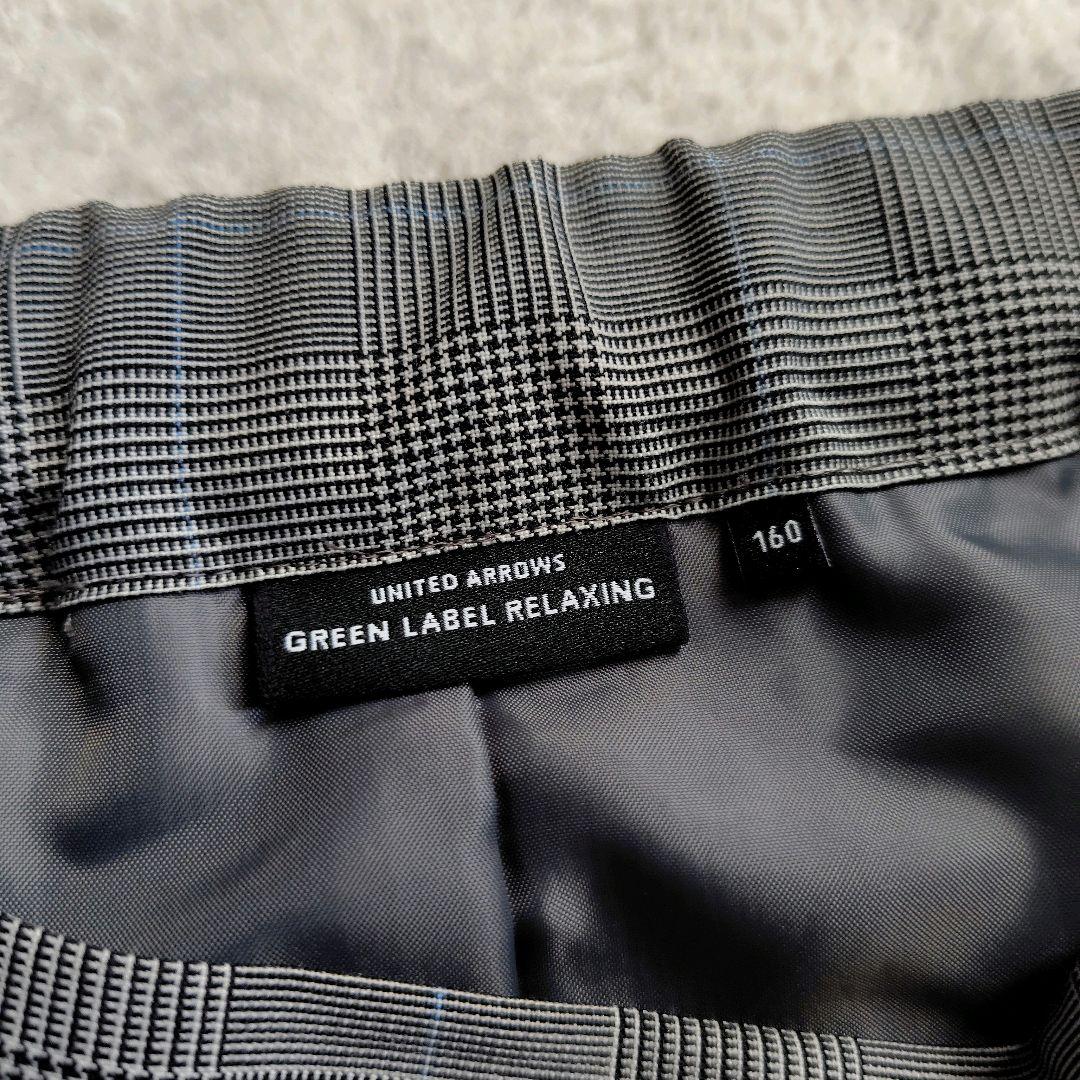 UNITED ARROWS
GREEN LABEL RELAXING
160